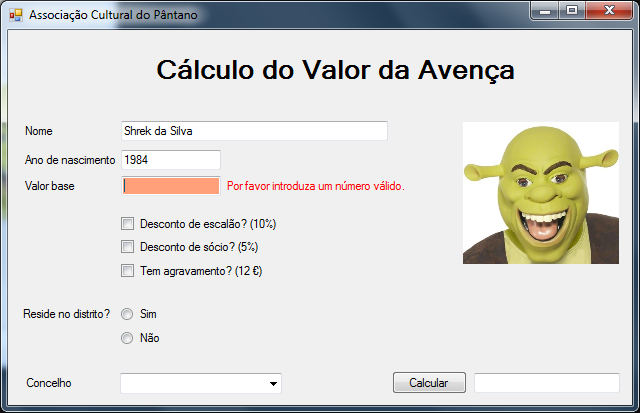 Associação Cultural do Pântano
Cálculo do Valor da Avença
Nome Shrek da Silva
Ano de nascimento 1984
Valor base Por favor introduza um número válido.
Desconto de escalão? (10%)
Desconto de sócio? (5%)
Tem agravamento? (12 €)
Reside no distrito? Sim
Não
Concelho Calcular